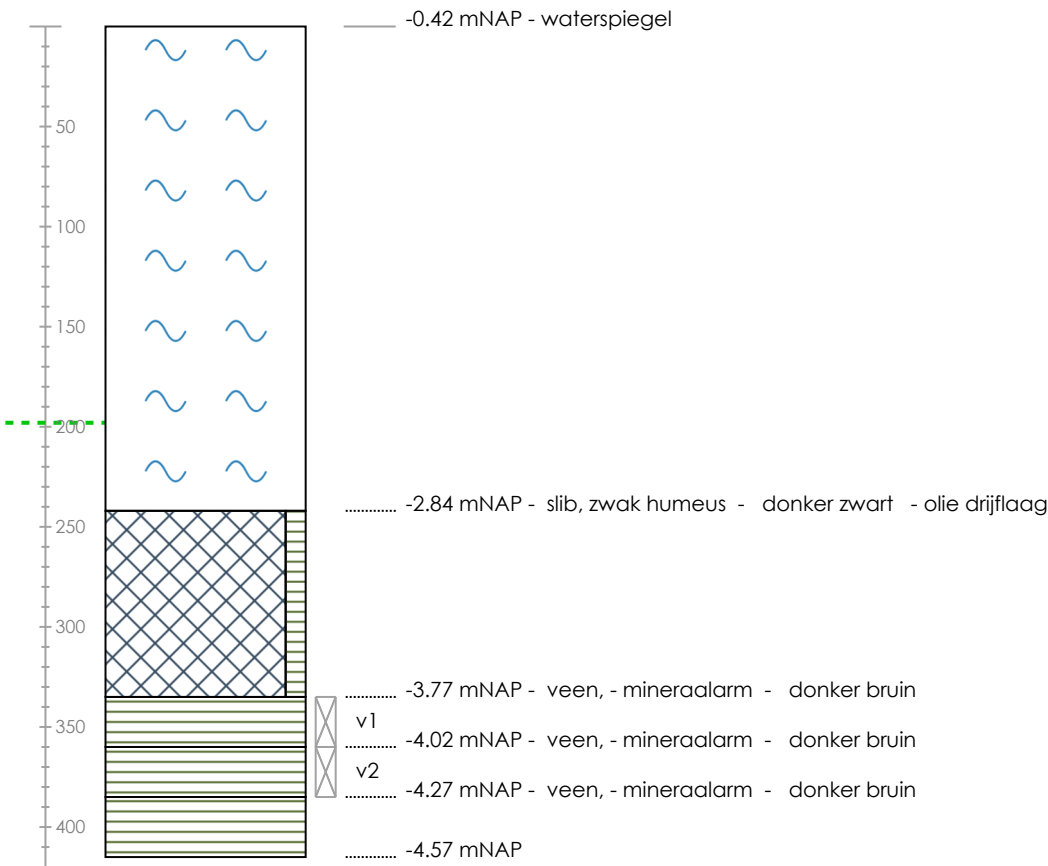 -0.42 mNAP - waterspiegel
50
100
150
200
-2.84 mNAP - slib, zwak humeus - donker zwart - olie drijflaag
250
300
-3.77 mNAP - veen, - mineraalarm - donker bruin
v1
350
-4.02 mNAP - veen, - mineraalarm - donker bruin
v2
-4.27 mNAP - veen, - mineraalarm - donker bruin
400
-4.57 mNAP